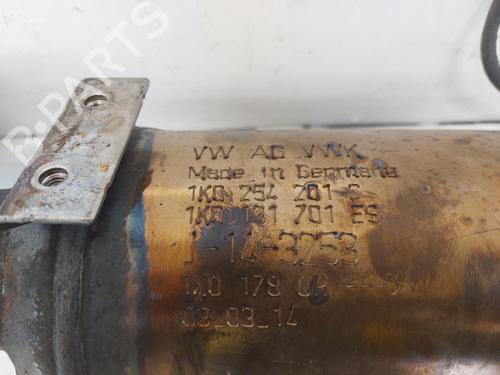 B-PARTS
VW AG VWK
Made in Germany
1K0 254 201 C
1K0 131 701 ES
J-14-3253
1K0 178 0P --->
03_03_14